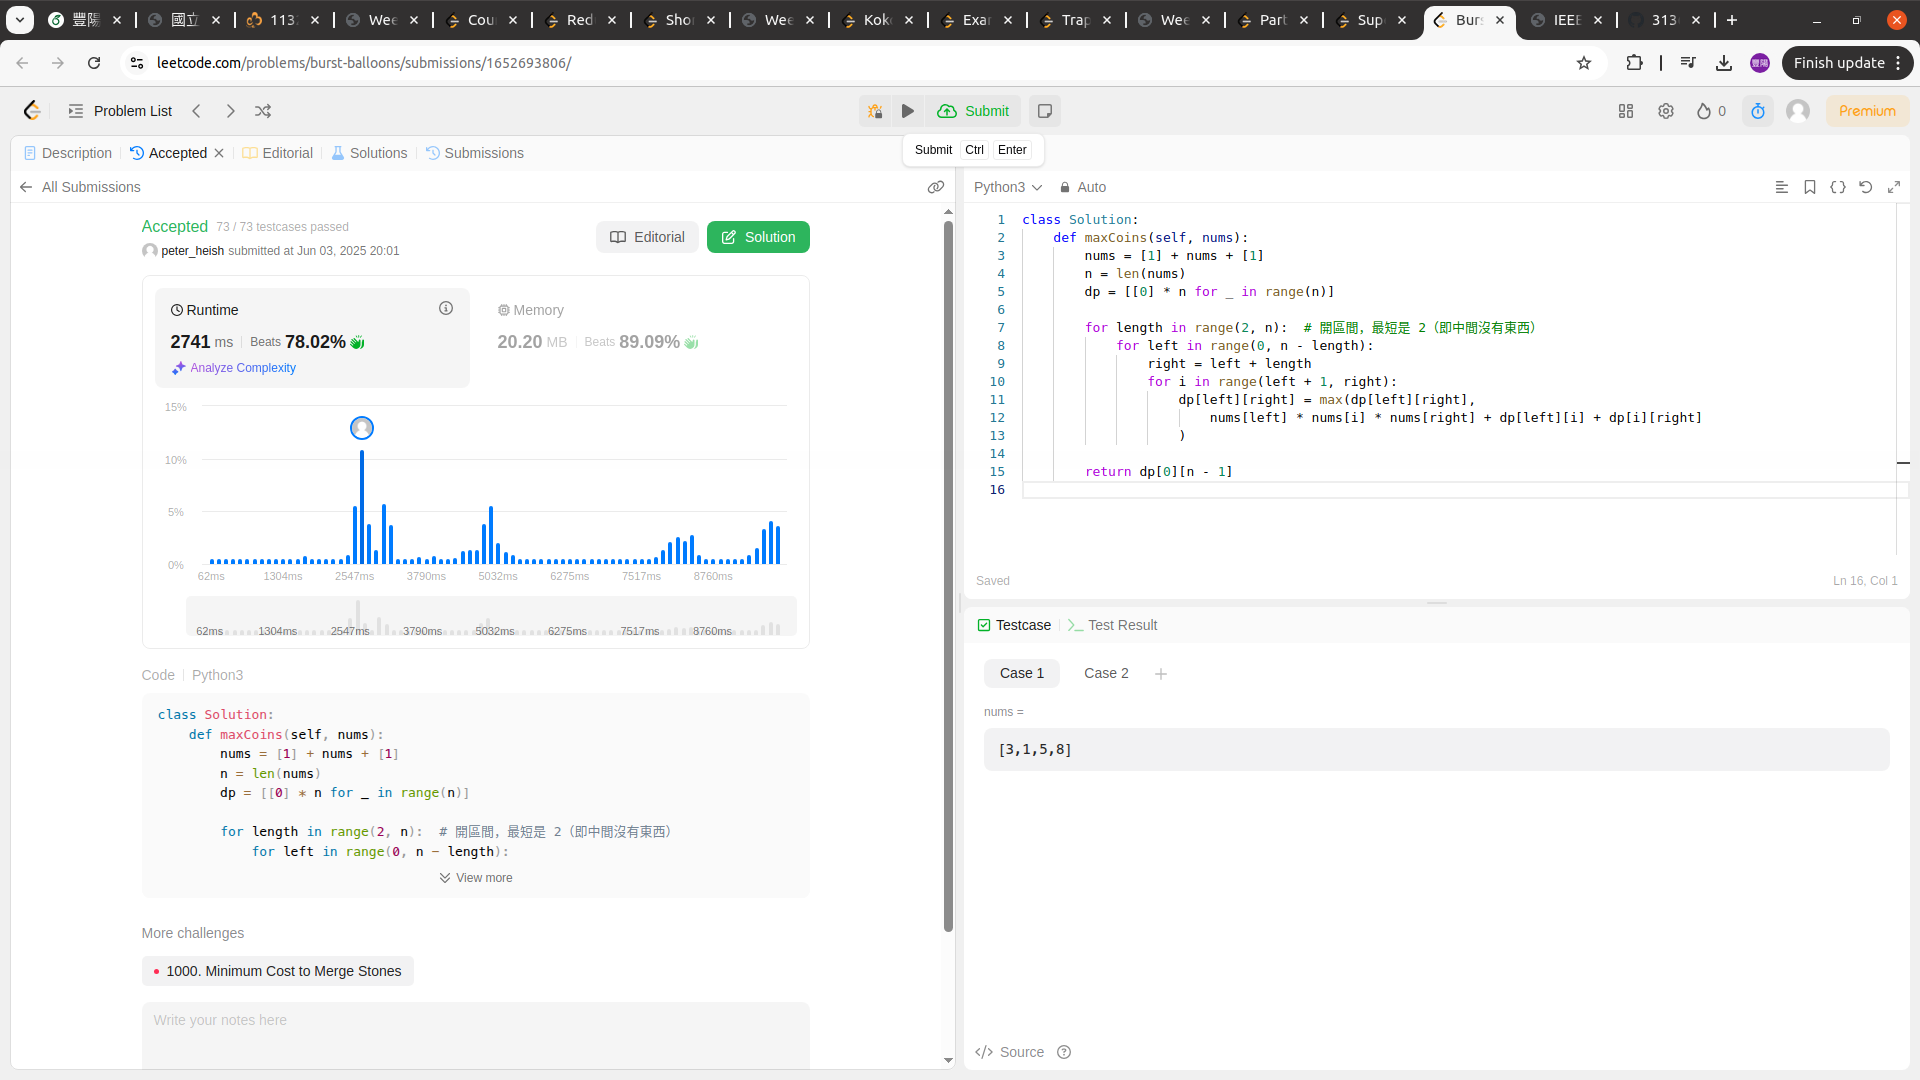 豐陽
國立
1132
Wee
Cou
Red
Sho
Wee
Kok
Exa
Trap
Wee
Part
Sup
Burs
IEEE
313
leetcode.com/problems/burst-balloons/submissions/1652693806/
豐陽
Finish update
Problem List
Submit
0
Premium
Submit Ctrl Enter
Description
Accepted
Editorial
Solutions
Submissions
All Submissions
Accepted 73 / 73 testcases passed
peter_heish submitted at Jun 03, 2025 20:01
Editorial
Solution
Runtime
2741 ms Beats 78.02%
Analyze Complexity
Memory
20.20 MB Beats 89.09%
15%
10%
5%
0%
62ms 1304ms 2547ms 3790ms 5032ms 6275ms 7517ms 8760ms
62ms 1304ms 2547ms 3790ms 5032ms 6275ms 7517ms 8760ms
Code Python3
class Solution:
    def maxCoins(self, nums):
        nums = [1] + nums + [1]
        n = len(nums)
        dp = [[0] * n for _ in range(n)]
        for length in range(2, n):  # 開區間，最短是 2（即中間沒有東西）
            for left in range(0, n - length):
View more
More challenges
1000. Minimum Cost to Merge Stones
Write your notes here
Python3
Auto
1 class Solution:
2     def maxCoins(self, nums):
3         nums = [1] + nums + [1]
4         n = len(nums)
5         dp = [[0] * n for _ in range(n)]
6
7         for length in range(2, n):  # 開區間，最短是 2（即中間沒有東西）
8             for left in range(0, n - length):
9                 right = left + length
10                 for i in range(left + 1, right):
11                     dp[left][right] = max(dp[left][right],
12                         nums[left] * nums[i] * nums[right] + dp[left][i] + dp[i][right]
13                     )
14
15         return dp[0][n - 1]
16
Saved
Ln 16, Col 1
Testcase
Test Result
Case 1
Case 2
nums =
[3,1,5,8]
Source